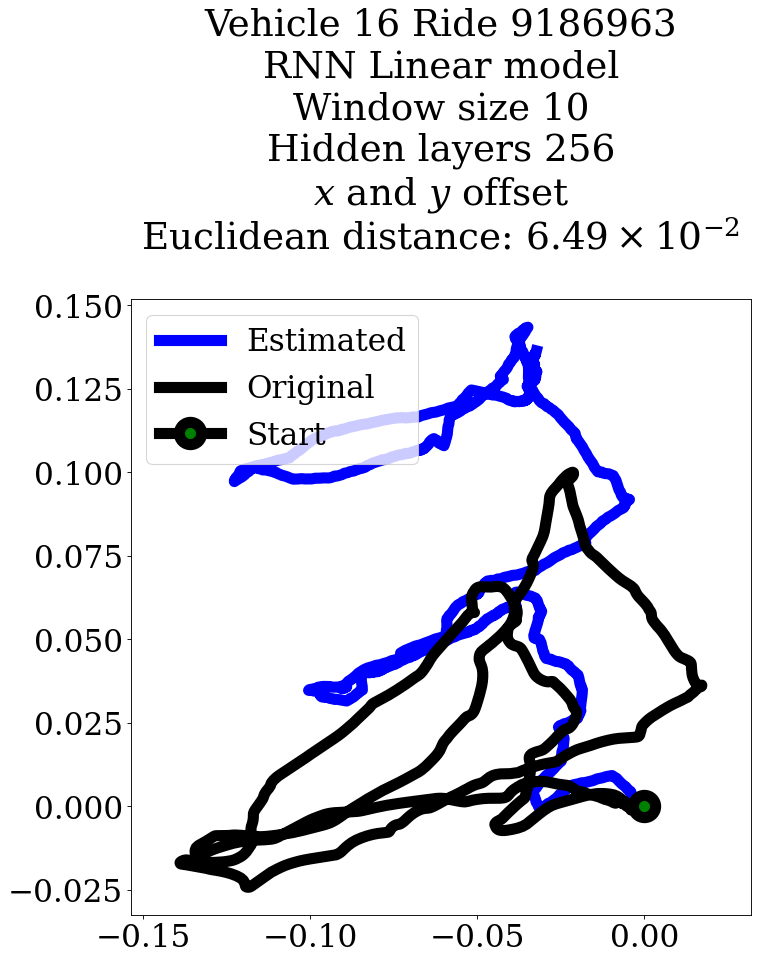 Vehicle 16 Ride 9186963
RNN Linear model
Window size 10
Hidden layers 256
x and y offset
Euclidean distance: 6.49 × 10⁻²
Estimated
Original
Start
0.150
0.125
0.100
0.075
0.050
0.025
0.000
−0.025
−0.15
−0.10
−0.05
0.00